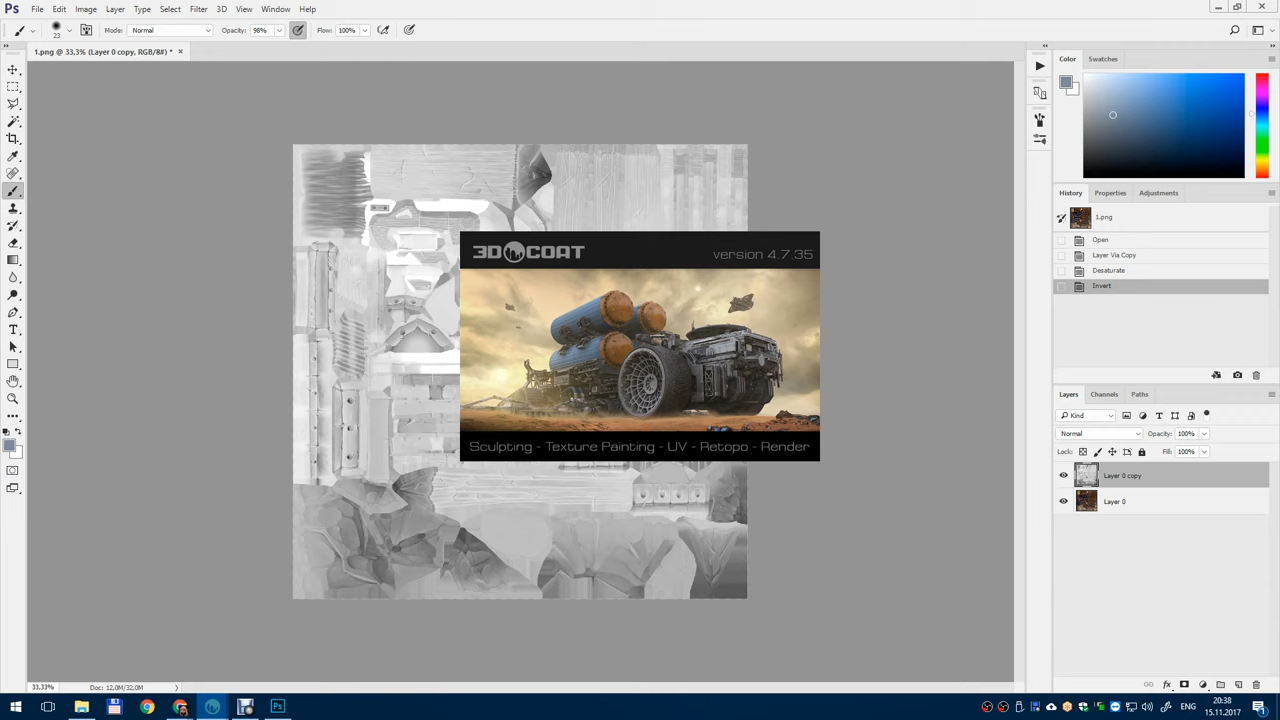 Ps File Edit Image Layer Type Select Filter 3D View Window Help
23 Mode: Normal Opacity: 98% Flow: 100%
1.png @ 33,3% (Layer 0 copy, RGB/8#) *
Color Swatches
History Properties Adjustments
1.png
Open
Layer Via Copy
Desaturate
Invert
3DCOAT version 4.7.35
Sculpting - Texture Painting - UV - Retopo - Render
Layers Channels Paths
Kind
Normal Opacity: 100%
Lock: Fill: 100%
Layer 0 copy
Layer 0
33,33% Doc: 12,0M/32,0M
Ps
20:38
15.11.2017